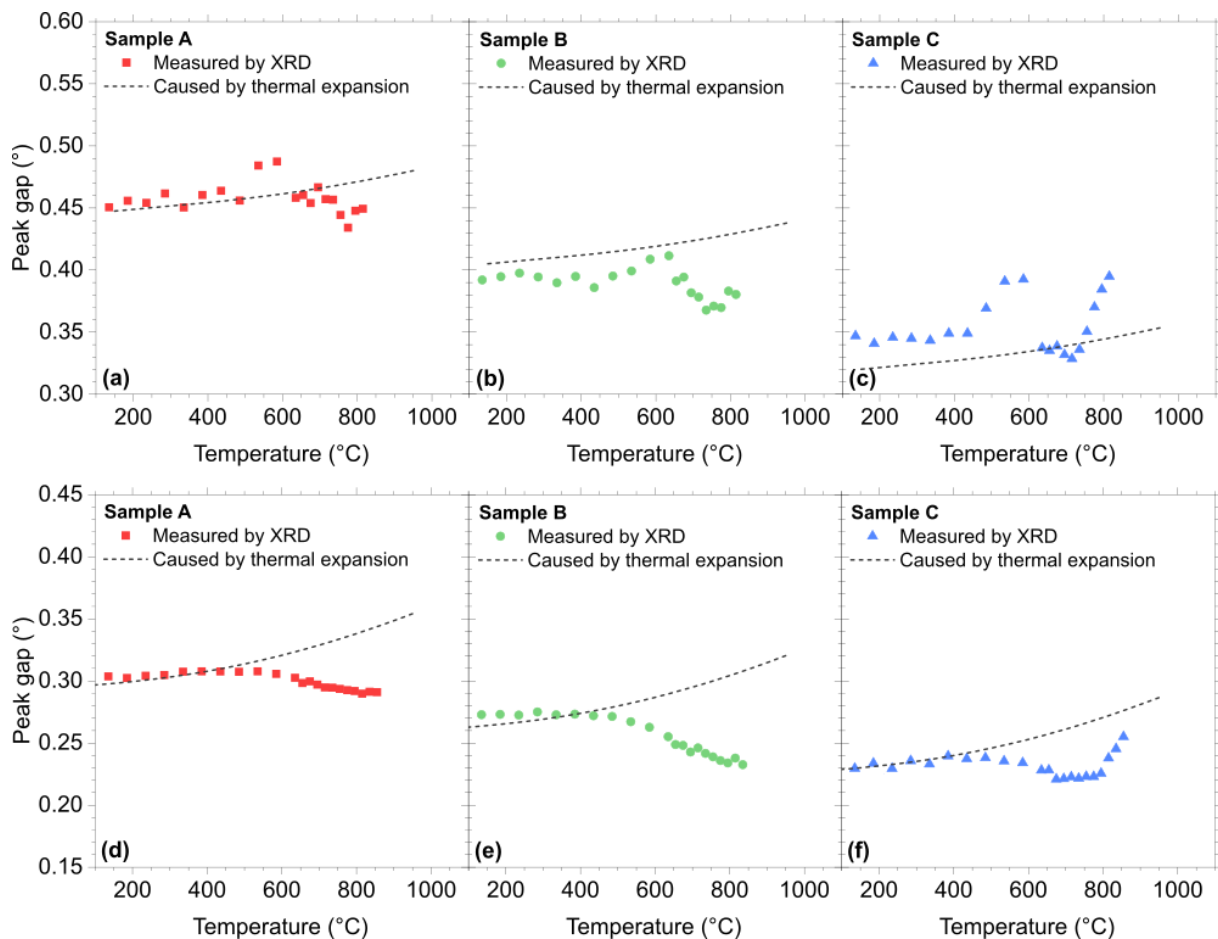 Peak gap (°)
0.60
0.55
0.50
0.45
0.40
0.35
0.30
Sample A
Measured by XRD
Caused by thermal expansion
(a)
200 400 600 800 1000
Temperature (°C)
Sample B
Measured by XRD
Caused by thermal expansion
(b)
200 400 600 800 1000
Temperature (°C)
Sample C
Measured by XRD
Caused by thermal expansion
(c)
200 400 600 800 1000
Temperature (°C)
Peak gap (°)
0.45
0.40
0.35
0.30
0.25
0.20
0.15
Sample A
Measured by XRD
Caused by thermal expansion
(d)
200 400 600 800 1000
Temperature (°C)
Sample B
Measured by XRD
Caused by thermal expansion
(e)
200 400 600 800 1000
Temperature (°C)
Sample C
Measured by XRD
Caused by thermal expansion
(f)
200 400 600 800 1000
Temperature (°C)